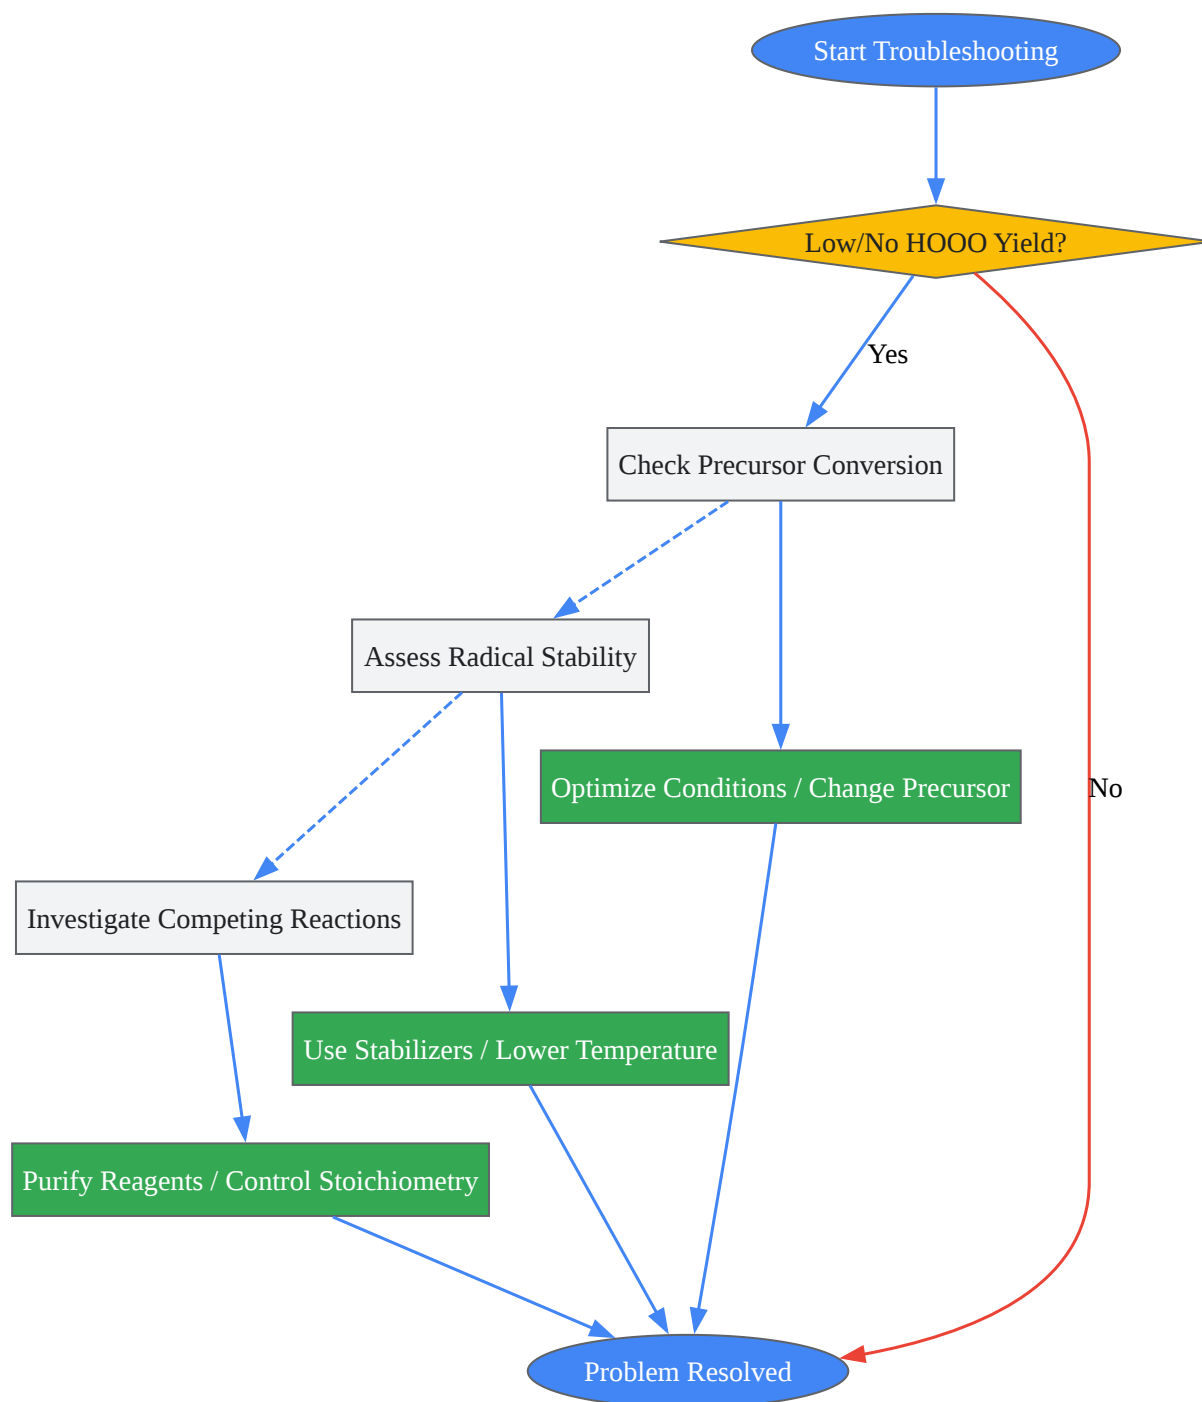 Start Troubleshooting
Low/No HOOO Yield?
Yes
Check Precursor Conversion
Assess Radical Stability
Optimize Conditions / Change Precursor
No
Investigate Competing Reactions
Use Stabilizers / Lower Temperature
Purify Reagents / Control Stoichiometry
Problem Resolved